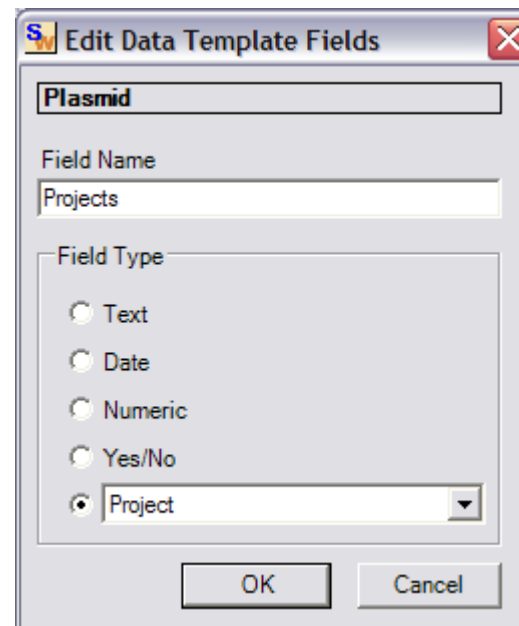 SW Edit Data Template Fields
Plasmid
Field Name
Projects
Field Type
Text
Date
Numeric
Yes/No
Project
OK Cancel